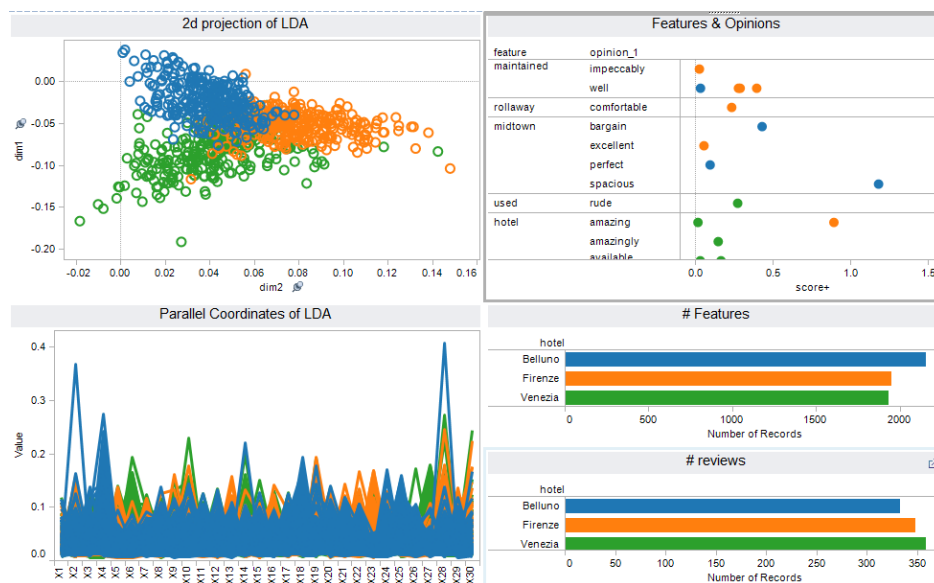 2d projection of LDA
0.00
-0.05
-0.10
-0.15
-0.20
dim1
-0.02 0.00 0.02 0.04 0.06 0.08 0.10 0.12 0.14 0.16
dim2
Features & Opinions
feature opinion_1
maintained impeccably
well
rollaway comfortable
midtown bargain
excellent
perfect
spacious
used rude
hotel amazing
amazingly
available
0.0 0.5 1.0 1.5
score+
Parallel Coordinates of LDA
0.4
0.3
0.2
0.1
0.0
Value
X1 X2 X3 X4 X5 X6 X7 X8 X9 X10 X11 X12 X13 X14 X15 X16 X17 X18 X19 X20 X21 X22 X23 X24 X25 X26 X27 X28 X29 X30
# Features
hotel
Belluno
Firenze
Venezia
0 500 1000 1500 2000
Number of Records
# reviews
hotel
Belluno
Firenze
Venezia
0 50 100 150 200 250 300 350
Number of Records